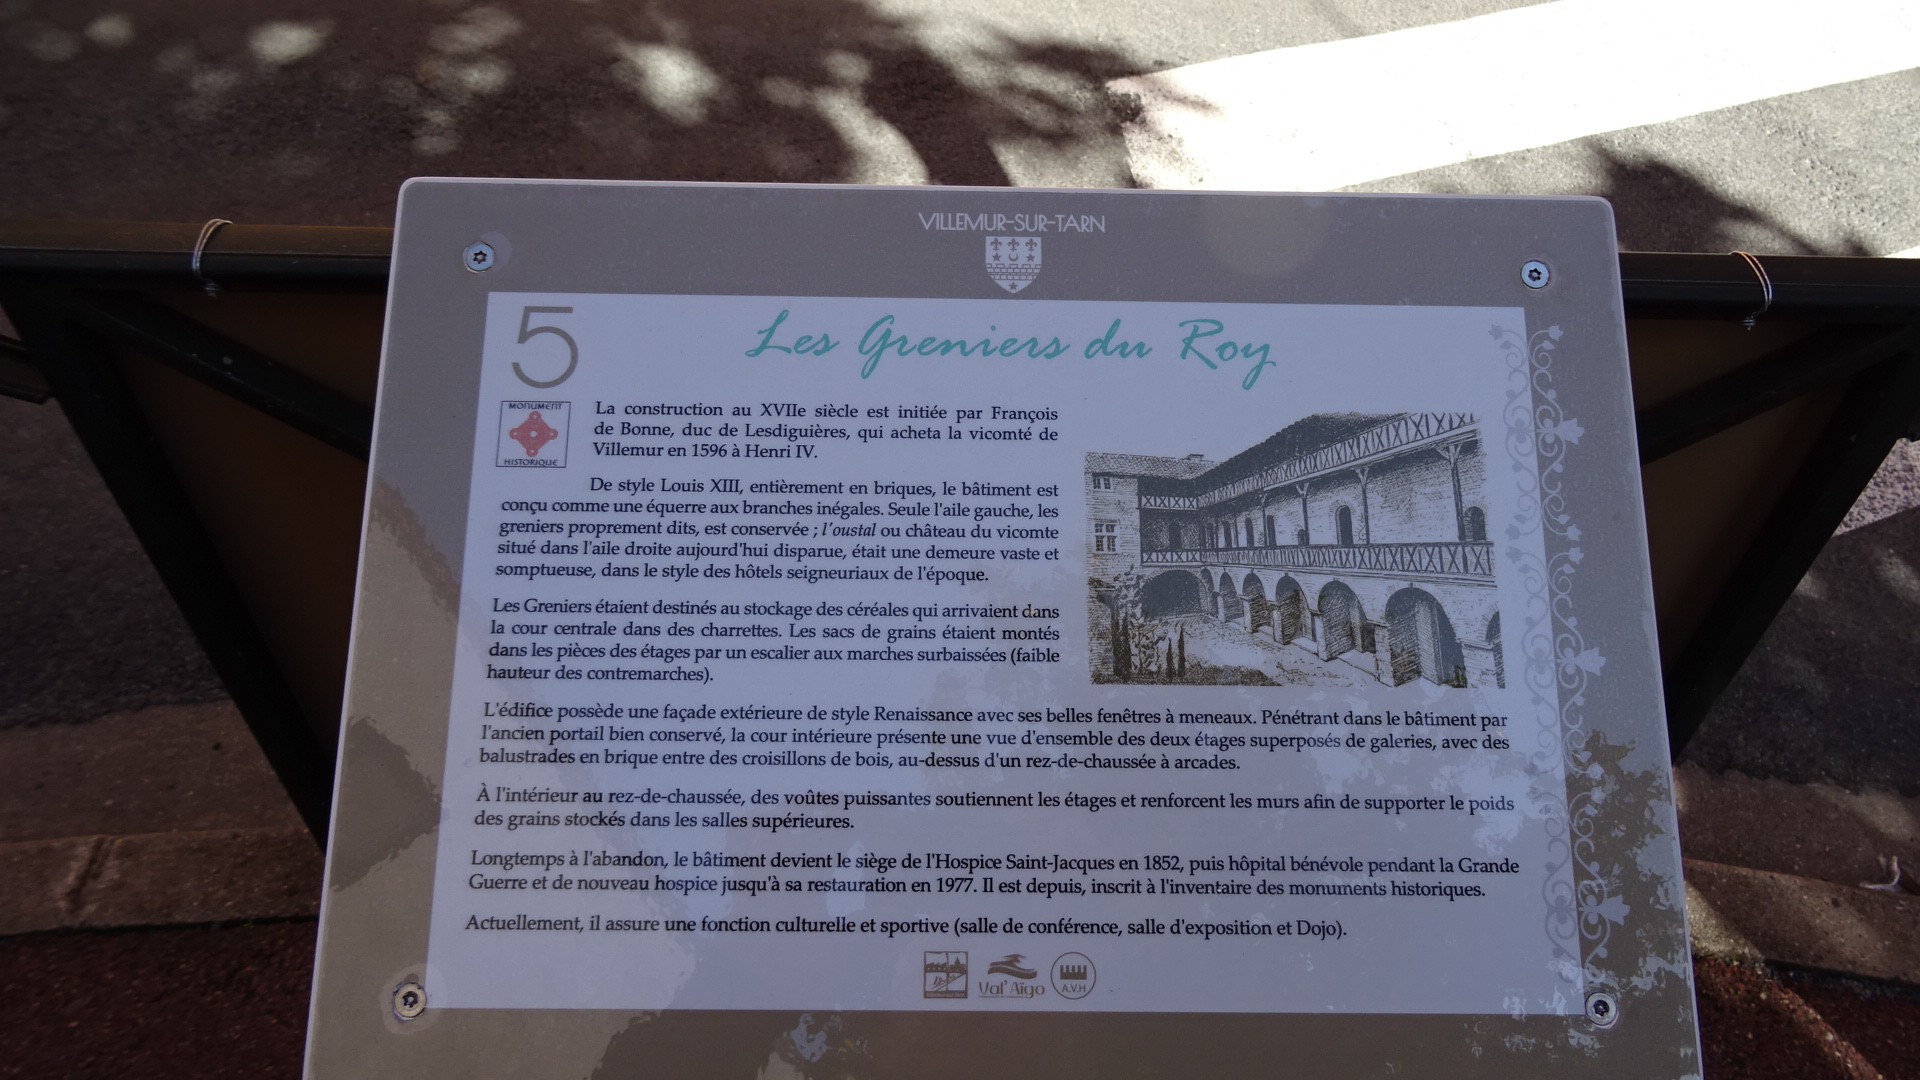 VILLEMUR-SUR-TARN
5
Les Greniers du Roy
MONUMENT
HISTORIQUE
La construction au XVIIe siècle est initiée par François
de Bonne, duc de Lesdiguières, qui acheta la vicomté de
Villemur en 1596 à Henri IV.
De style Louis XIII, entièrement en briques, le bâtiment est
conçu comme une équerre aux branches inégales. Seule l'aile gauche, les
greniers proprement dits, est conservée ; l'oustal ou château du vicomte
situé dans l'aile droite aujourd'hui disparue, était une demeure vaste et
somptueuse, dans le style des hôtels seigneuriaux de l'époque.
Les Greniers étaient destinés au stockage des céréales qui arrivaient dans
la cour centrale dans des charrettes. Les sacs de grains étaient montés
dans les pièces des étages par un escalier aux marches surbaissées (faible
hauteur des contremarches).
L'édifice possède une façade extérieure de style Renaissance avec ses belles fenêtres à meneaux. Pénétrant dans le bâtiment par
l'ancien portail bien conservé, la cour intérieure présente une vue d'ensemble des deux étages superposés de galeries, avec des
balustrades en brique entre des croisillons de bois, au-dessus d'un rez-de-chaussée à arcades.
À l'intérieur au rez-de-chaussée, des voûtes puissantes soutiennent les étages et renforcent les murs afin de supporter le poids
des grains stockés dans les salles supérieures.
Longtemps à l'abandon, le bâtiment devient le siège de l'Hospice Saint-Jacques en 1852, puis hôpital bénévole pendant la Grande
Guerre et de nouveau hospice jusqu'à sa restauration en 1977. Il est depuis, inscrit à l'inventaire des monuments historiques.
Actuellement, il assure une fonction culturelle et sportive (salle de conférence, salle d'exposition et Dojo).
Val'Aïgo
A.V.H